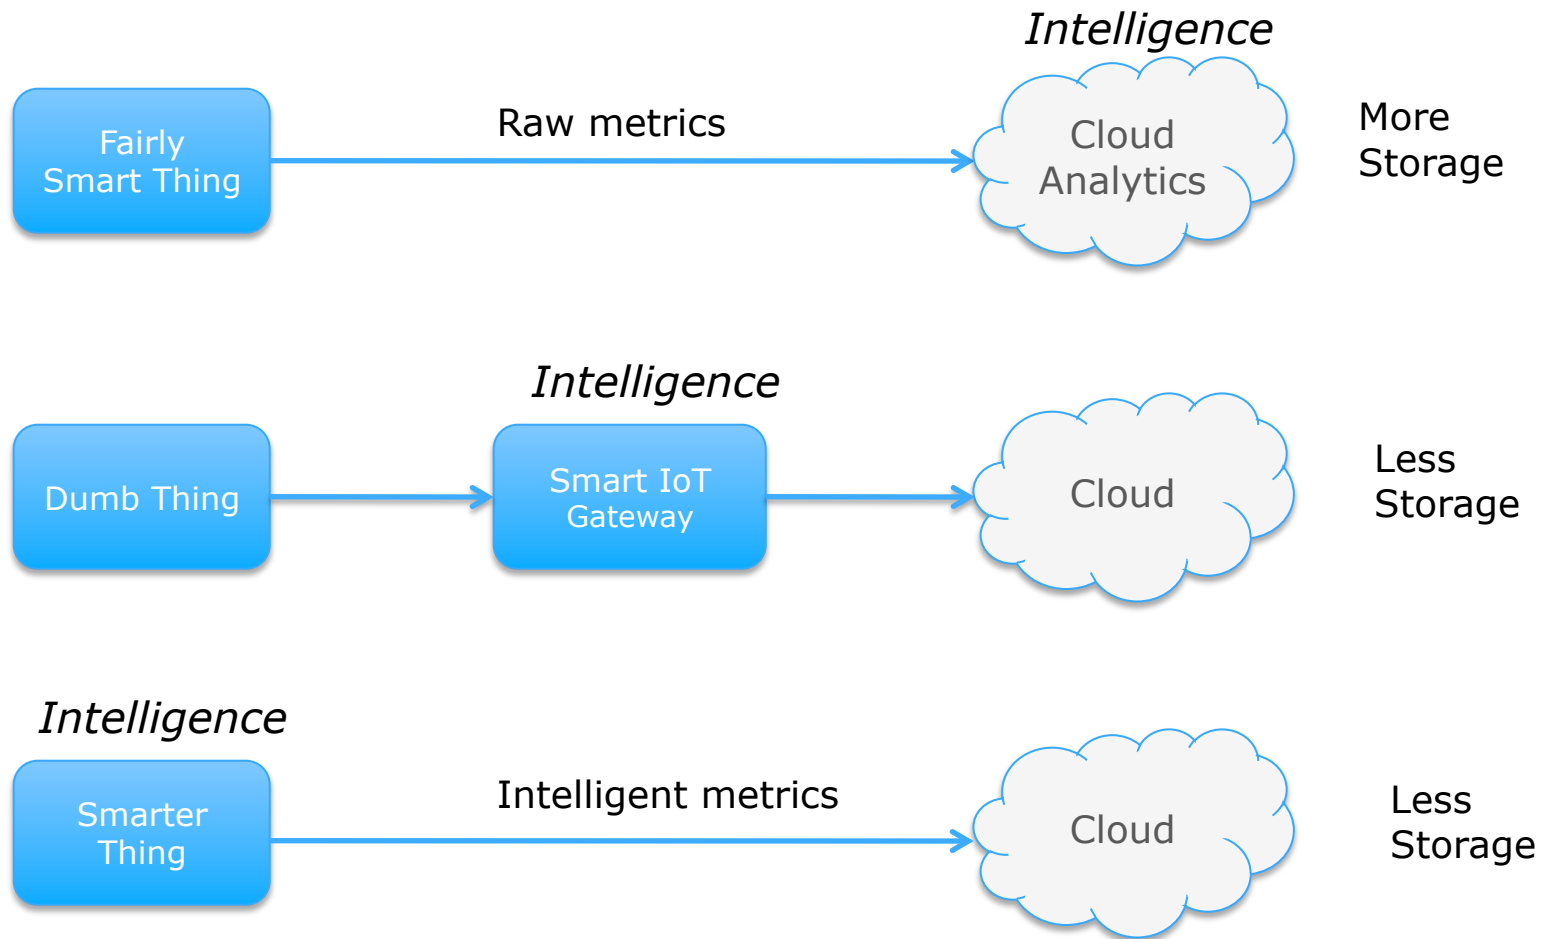 Intelligence
Fairly
Smart Thing
Raw metrics
Cloud
Analytics
More
Storage
Intelligence
Dumb Thing
Smart IoT
Gateway
Cloud
Less
Storage
Intelligence
Smarter
Thing
Intelligent metrics
Cloud
Less
Storage